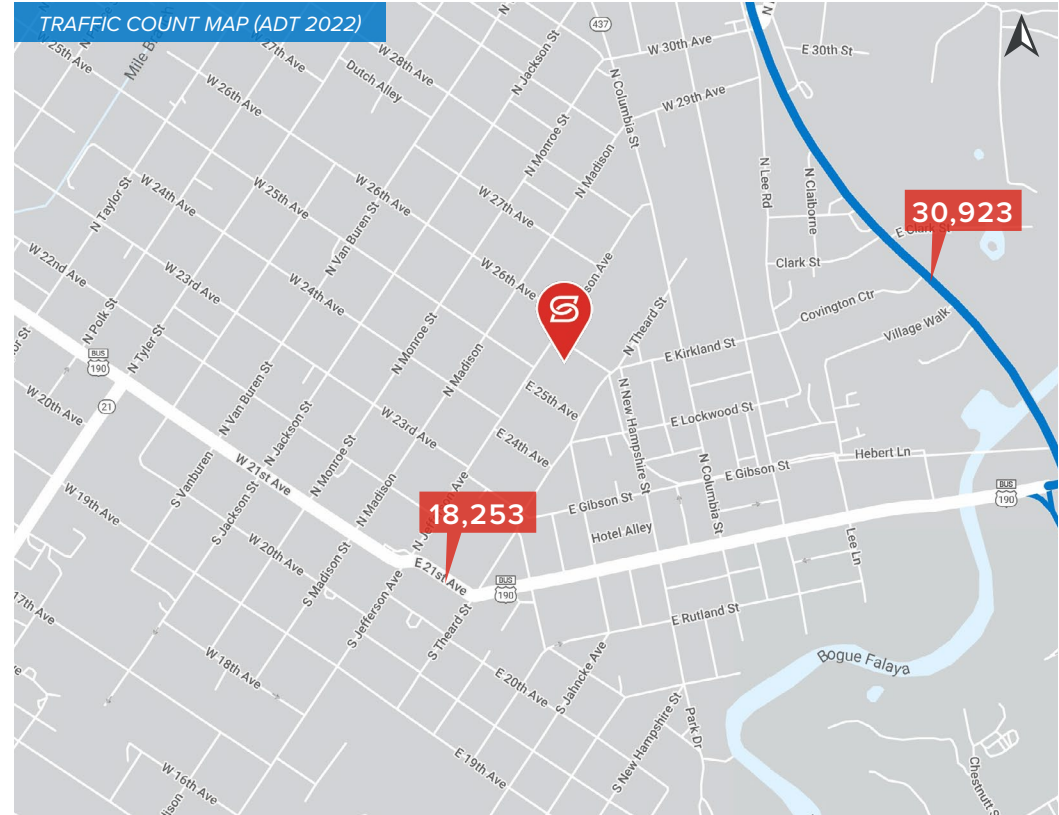 TRAFFIC COUNT MAP (ADT 2022)
W 25th Ave
Mile Branch
W 27th Ave
W 28th Ave
N Jackson St
437
W 30th Ave
E 30th St
Dutch Alley
W 26th Ave
N Columbia St
W 29th Ave
N Monroe St
N Madison
N Taylor St
W 24th Ave
W 25th Ave
W 26th Ave
W 27th Ave
N Lee Rd
N Claiborne
30,923
E Clark St
Clark St
W 22nd Ave
W 23rd Ave
N Van Buren St
W 24th Ave
W 26th Ave
son Ave
N Theard St
Covington Ctr
Village Walk
N Polk St
N Tyler St
N Monroe St
N Madison
E Kirkland St
BUS
190
21
W 20th Ave
N Van Buren St
N Jackson St
W 23rd Ave
E 25th Ave
E 24th Ave
N New Hampshire St
E Lockwood St
N Columbia St
E Gibson St
Hebert Ln
W 19th Ave
S Vanburen
W 21st Ave
N Monroe St
N Madison
S Jackson St
18,253
E Gibson St
Hotel Alley
BUS
190
W 20th Ave
S Madison St
S Jefferson Ave
E 21st Ave
BUS
190
Lee Ln
17th Ave
W 18th Ave
S Theard St
E Rutland St
E 20th Ave
S Jahncke Ave
Bogue Falaya
S New Hampshire St
Park Dr
W 16th Ave
E 19th Ave
Chestnutt S